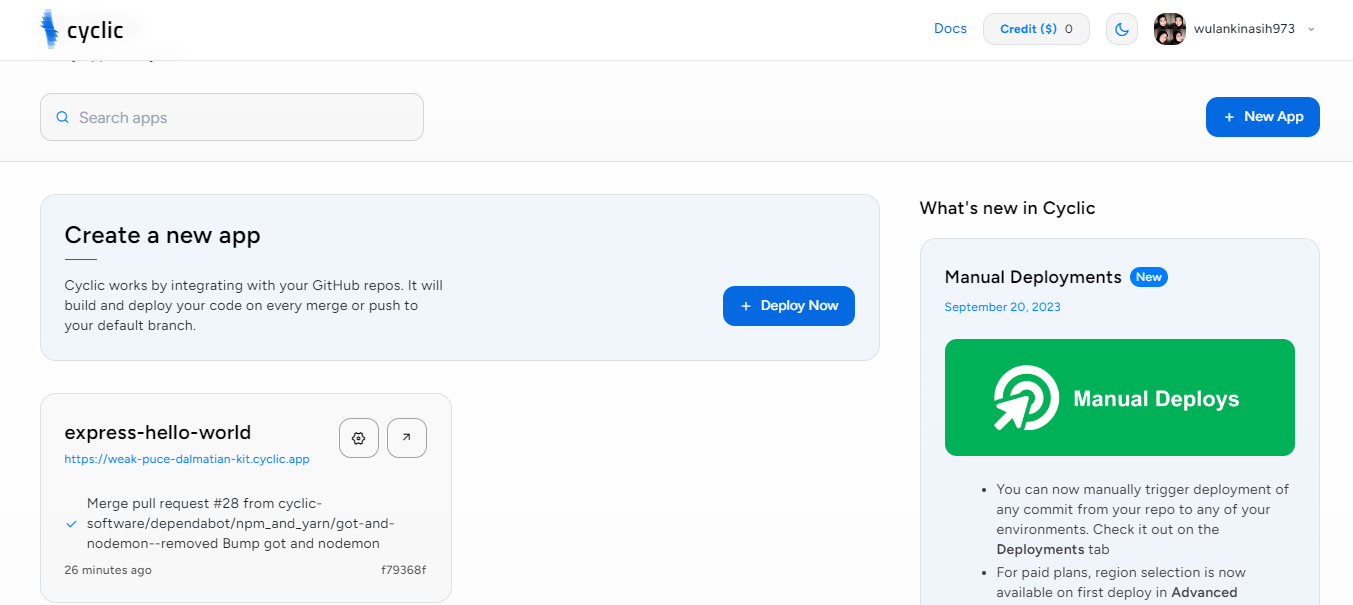 cyclic
Docs
Credit ($) 0
wulankinasih973
Search apps
+ New App
Create a new app
Cyclic works by integrating with your GitHub repos. It will
build and deploy your code on every merge or push to
your default branch.
+ Deploy Now
express-hello-world
https://weak-puce-dalmatian-kit.cyclic.app
Merge pull request #28 from cyclic-
software/dependabot/npm_and_yarn/got-and-
nodemon--removed Bump got and nodemon
26 minutes ago f79368f
What's new in Cyclic
Manual Deployments New
September 20, 2023
Manual Deploys
• You can now manually trigger deployment of
any commit from your repo to any of your
environments. Check it out on the
Deployments tab
• For paid plans, region selection is now
available on first deploy in Advanced